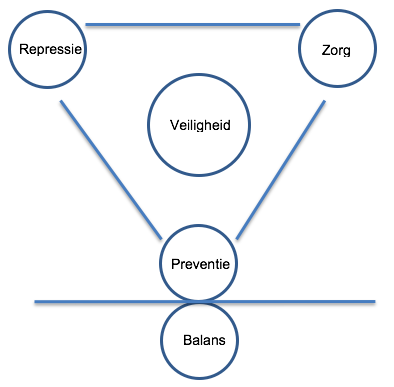 Repressie
Zorg
Veiligheid
Preventie
Balans